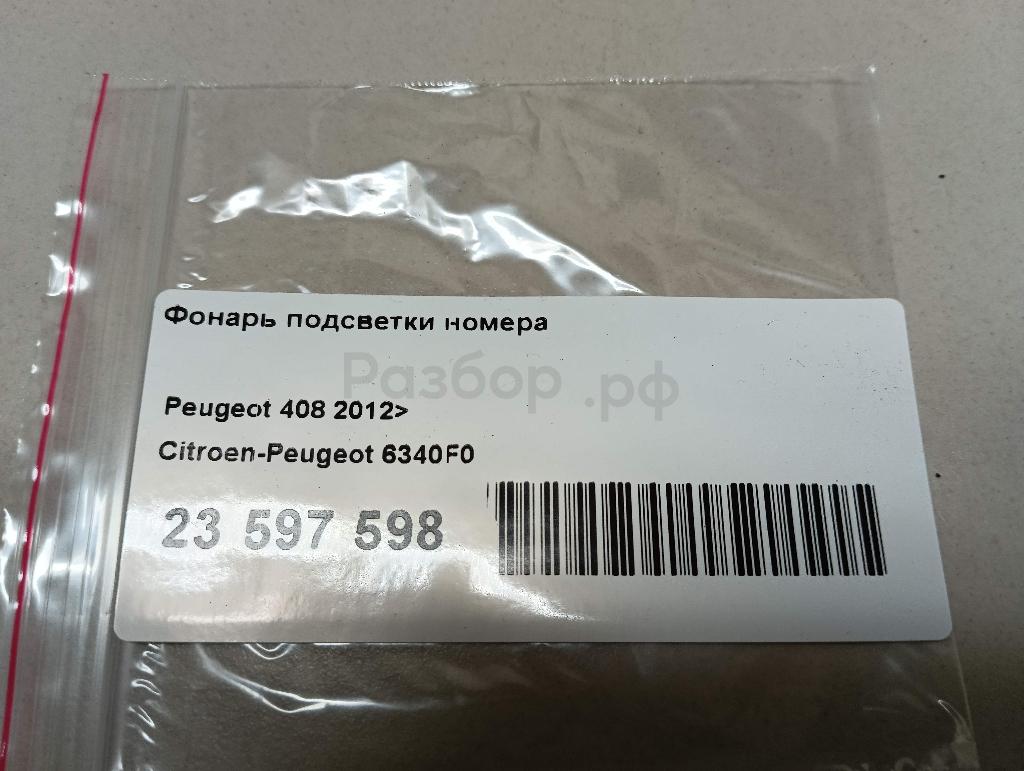 Фонарь подсветки номера
Разбор.рф
Peugeot 408 2012>
Citroen-Peugeot 6340F0
23 597 598